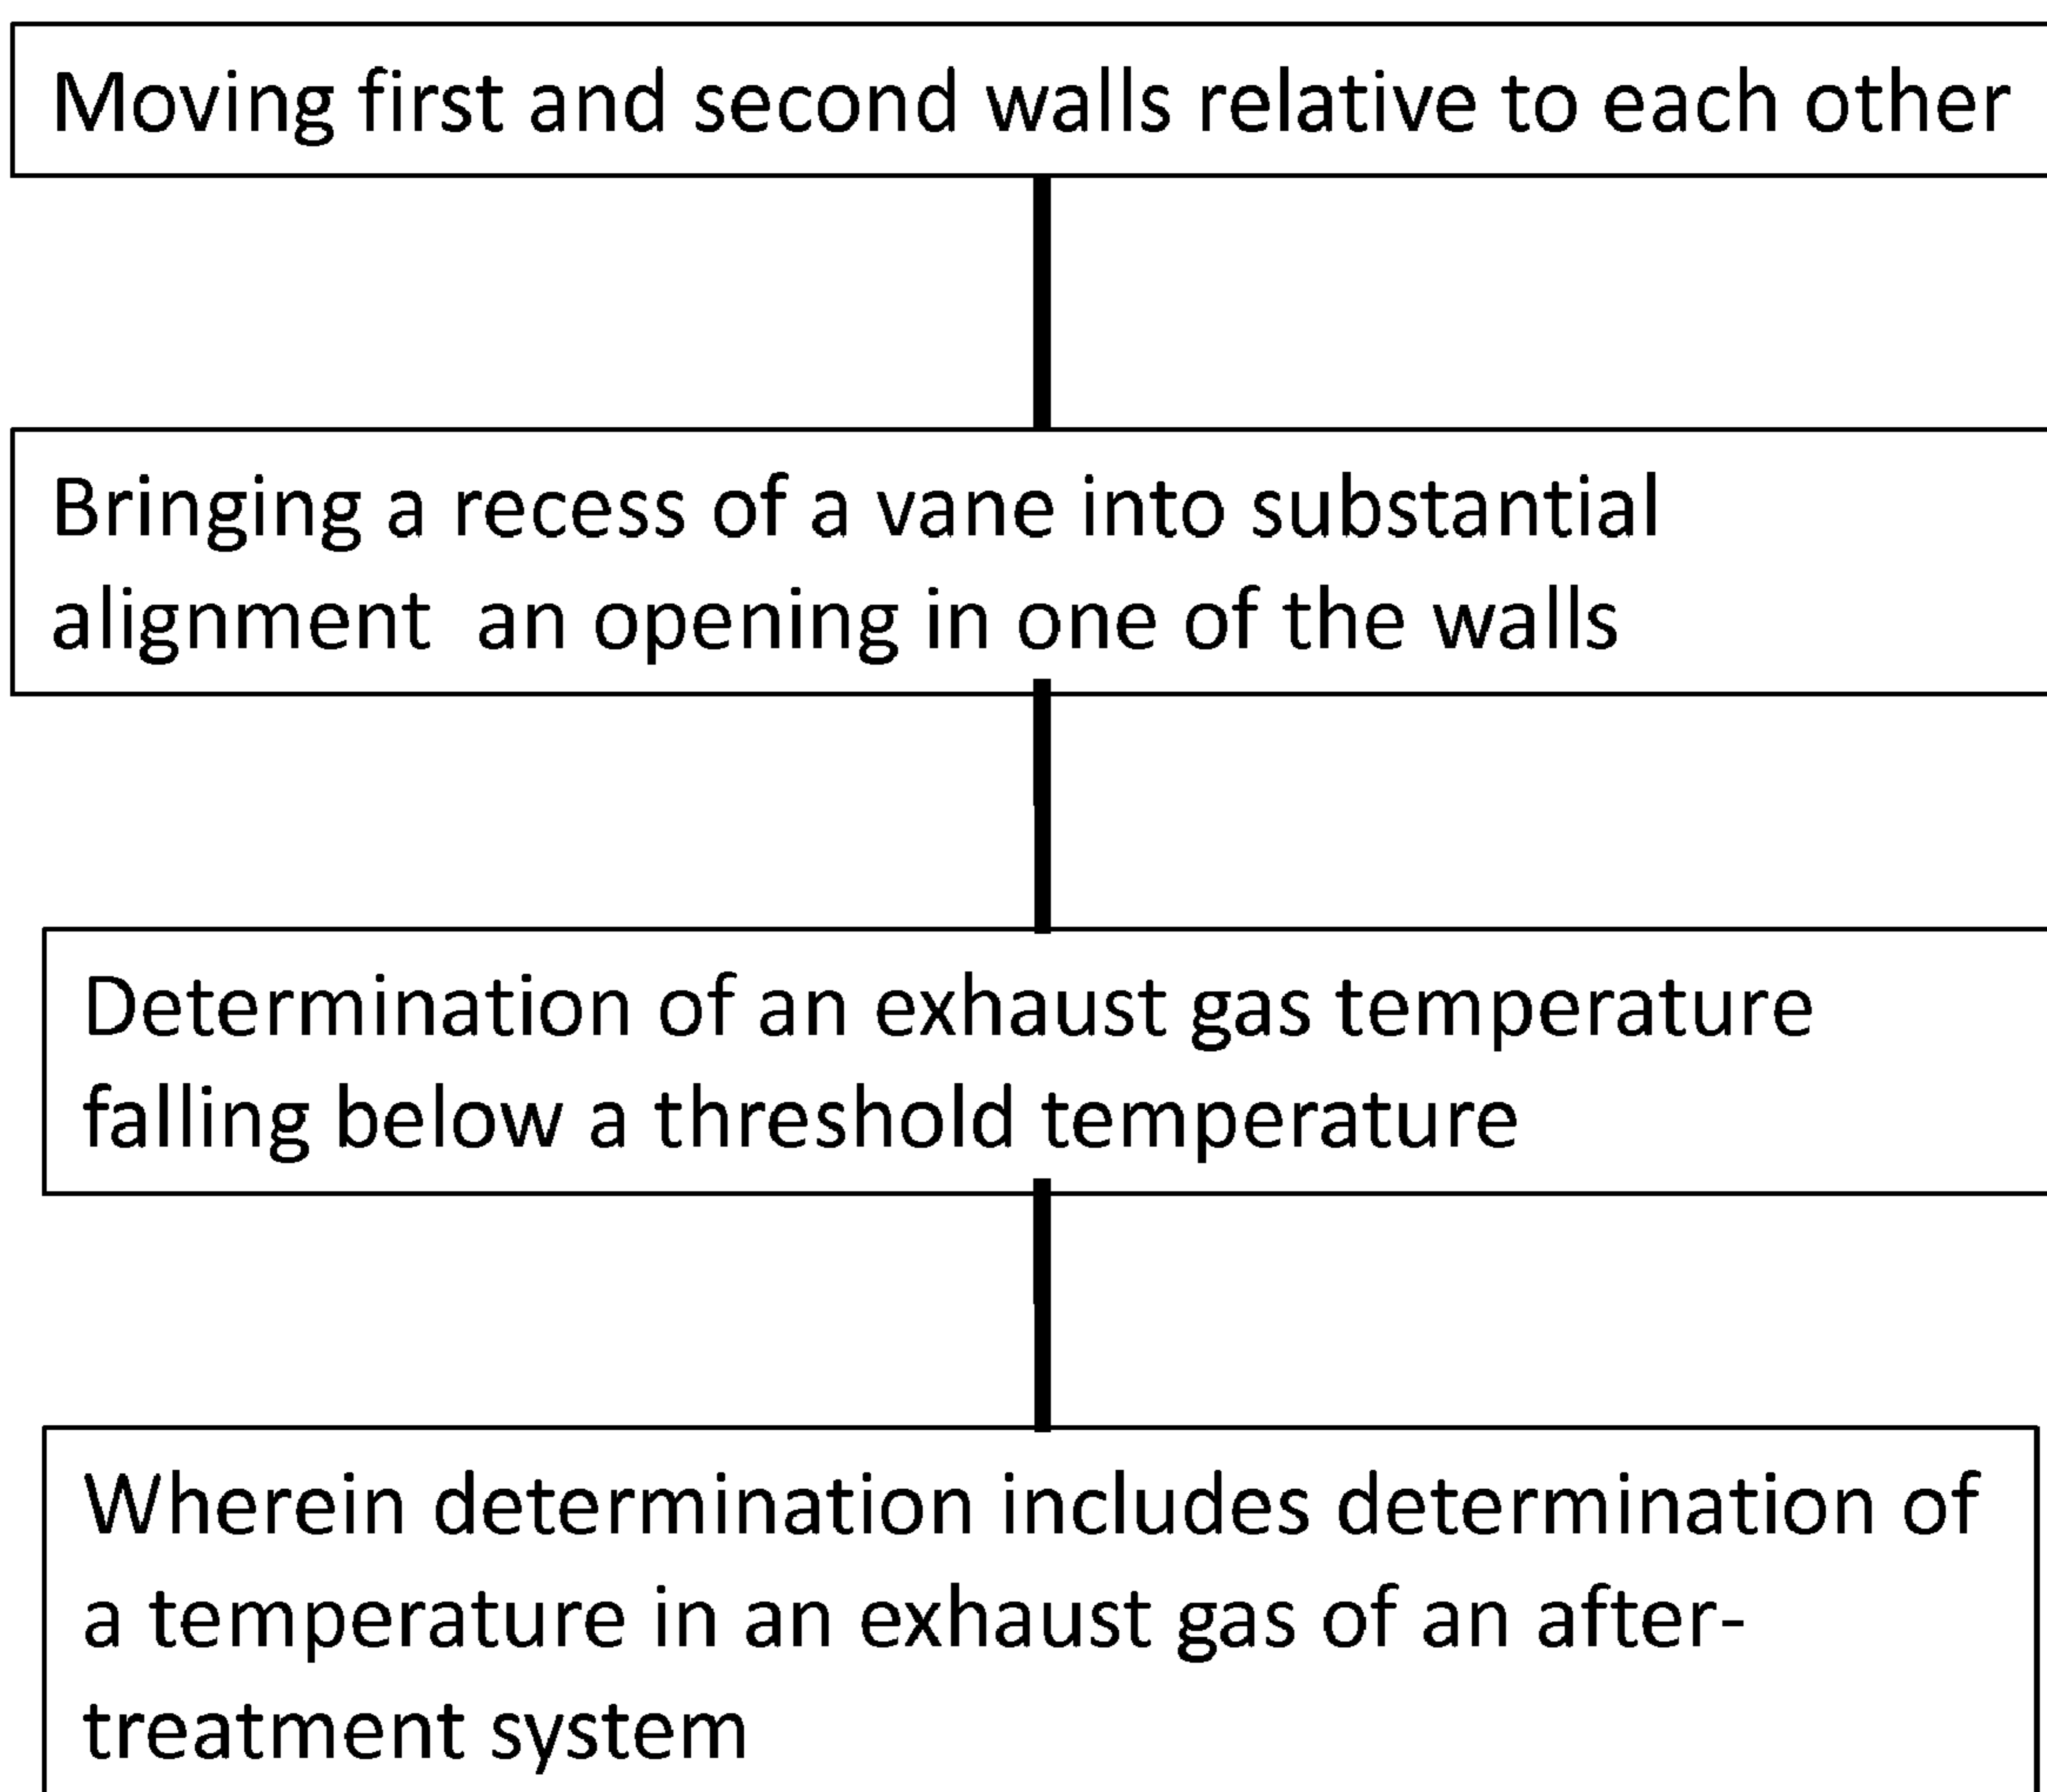 Moving first and second walls relative to each other
Bringing a recess of a vane into substantial
alignment  an opening in one of the walls
Determination of an exhaust gas temperature
falling below a threshold temperature
Wherein determination includes determination of
a temperature in an exhaust gas of an after-
treatment system